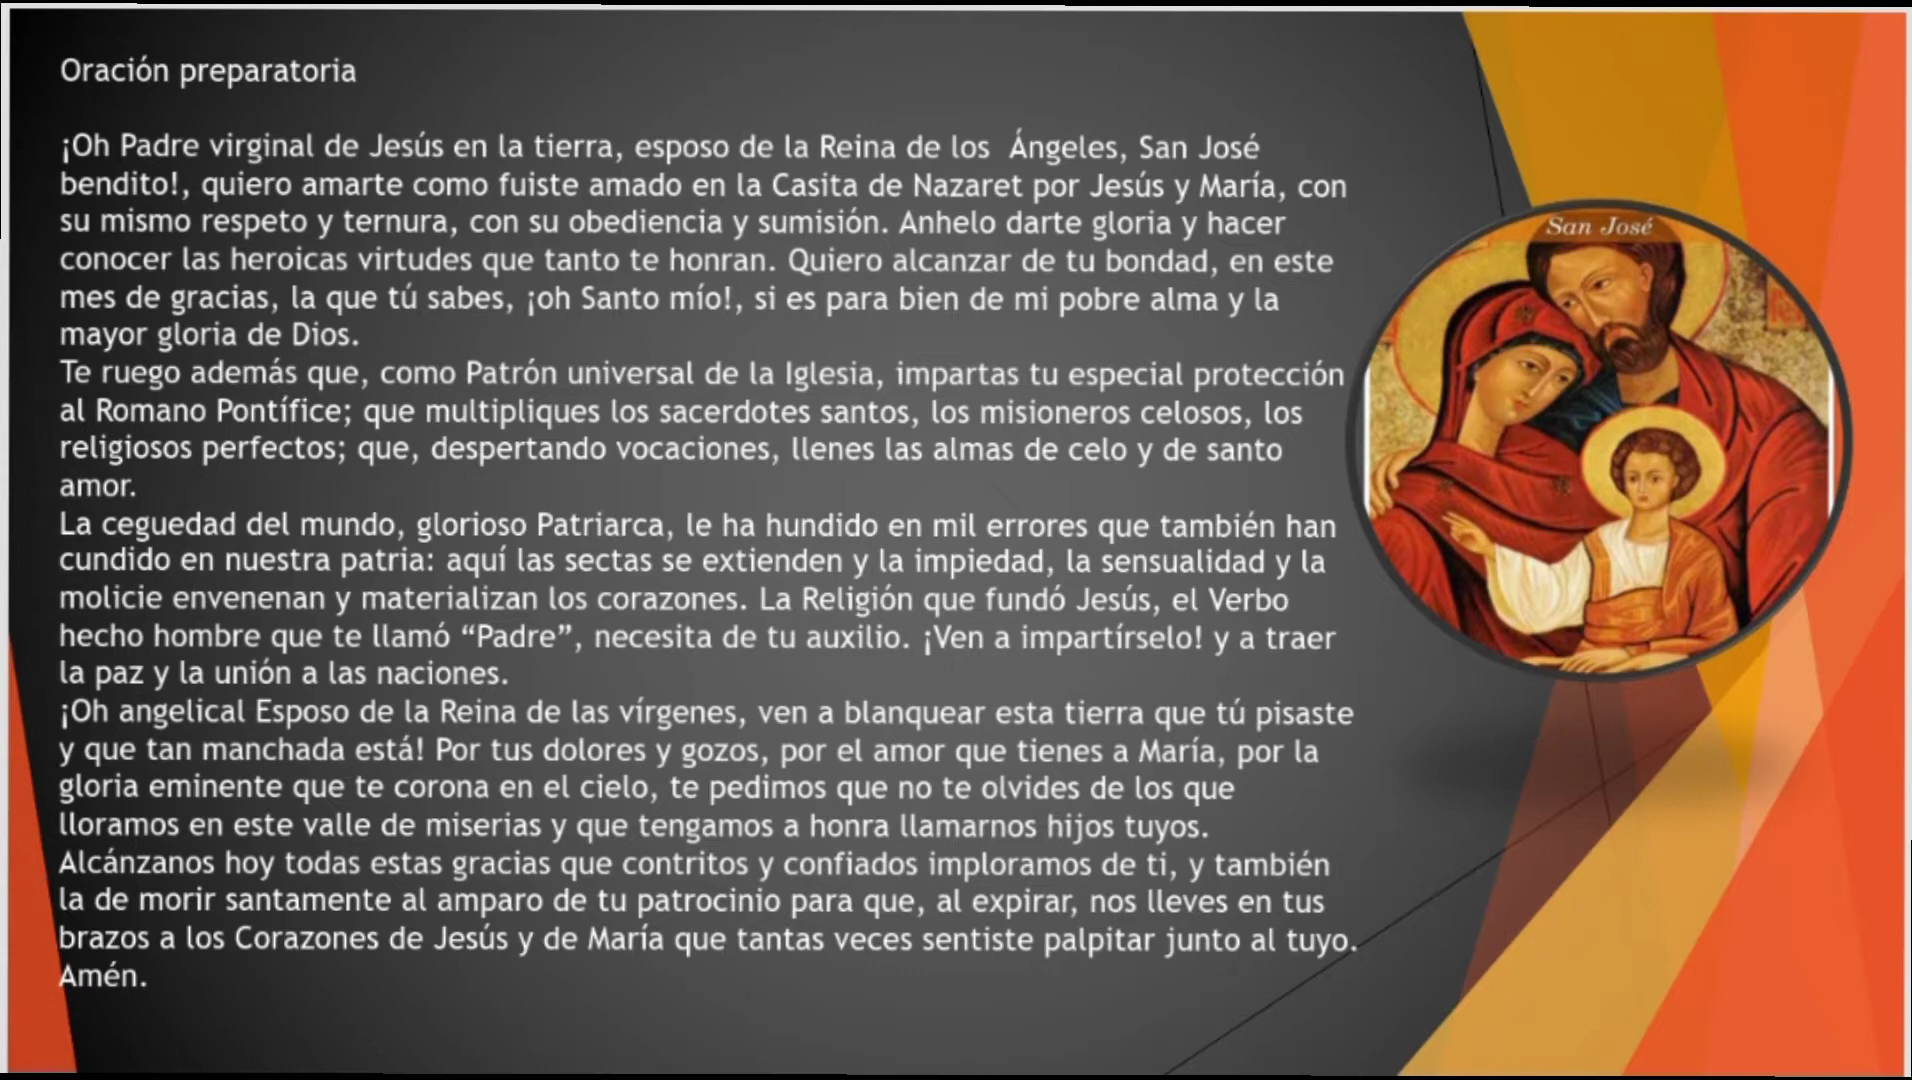 Oración preparatoria
¡Oh Padre virginal de Jesús en la tierra, esposo de la Reina de los Ángeles, San José
bendito!, quiero amarte como fuiste amado en la Casita de Nazaret por Jesús y María, con
su mismo respeto y ternura, con su obediencia y sumisión. Anhelo darte gloria y hacer
conocer las heroicas virtudes que tanto te honran. Quiero alcanzar de tu bondad, en este
mes de gracias, la que tú sabes, ¡oh Santo mío!, si es para bien de mi pobre alma y la
mayor gloria de Dios.
Te ruego además que, como Patrón universal de la Iglesia, impartas tu especial protección
al Romano Pontífice; que multipliques los sacerdotes santos, los misioneros celosos, los
religiosos perfectos; que, despertando vocaciones, llenes las almas de celo y de santo
amor.
La ceguedad del mundo, glorioso Patriarca, le ha hundido en mil errores que también han
cundido en nuestra patria: aquí las sectas se extienden y la impiedad, la sensualidad y la
molicie envenenan y materializan los corazones. La Religión que fundó Jesús, el Verbo
hecho hombre que te llamó “Padre”, necesita de tu auxilio. ¡Ven a impartírselo! y a traer
la paz y la unión a las naciones.
¡Oh angelical Esposo de la Reina de las vírgenes, ven a blanquear esta tierra que tú pisaste
y que tan manchada está! Por tus dolores y gozos, por el amor que tienes a María, por la
gloria eminente que te corona en el cielo, te pedimos que no te olvides de los que
lloramos en este valle de miserias y que tengamos a honra llamarnos hijos tuyos.
Alcánzanos hoy todas estas gracias que contritos y confiados imploramos de ti, y también
la de morir santamente al amparo de tu patrocinio para que, al expirar, nos lleves en tus
brazos a los Corazones de Jesús y de María que tantas veces sentiste palpitar junto al tuyo.
Amén.
San José